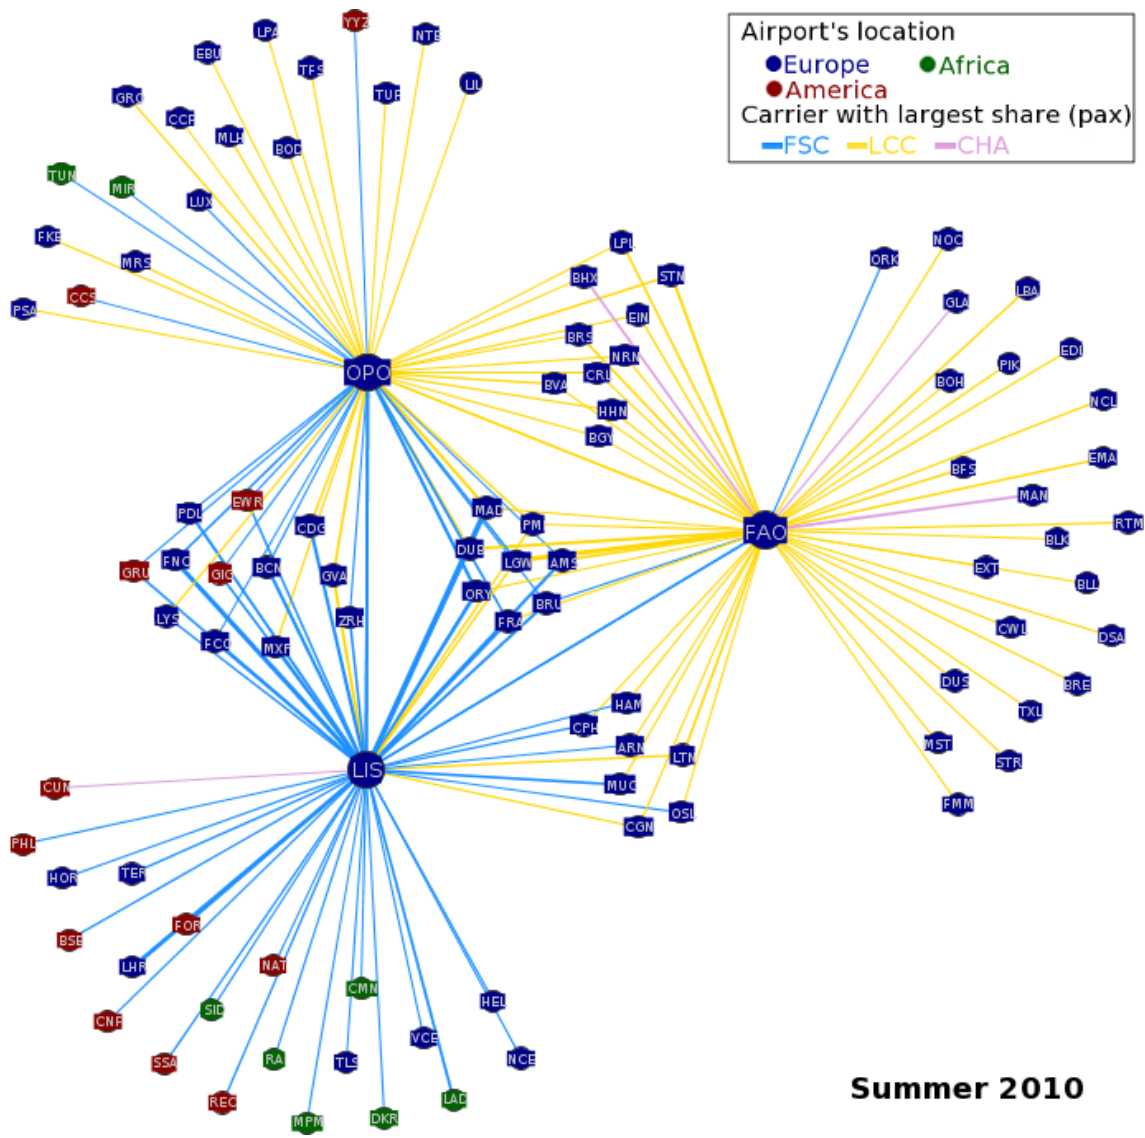 Airport's location
Europe Africa
America
Carrier with largest share (pax)
FSC LCC CHA
YYZ
LPA
NTE
EBU
TFS
LIL
GRO
TUF
CCF
MLH
BOD
TUN
MIR
LUX
FKB
MRS
CCS
PSA
OPO
LPL
BHX
STN
EIN
BRS
NRN
CRL
BVA
HHN
BGY
NOC
ORK
LBA
GLA
EDI
PIK
BOH
NCL
EMA
BFS
MAN
RTM
FAO
BLK
EXT
BLL
CWL
DSA
DUS
BRE
TXL
MST
STR
FMM
EWR
PDL
CDG
MAD
PM
DUB
FNC
GRU
GIG
BCN
GVA
LGW
AMS
ORY
BRU
LYS
ZRH
FRA
FCO
MXP
HAM
CPH
ARN
LTN
LIS
MUC
OSL
CGN
CUN
PHL
HOR
TER
FOR
BSB
LHR
NAT
CMN
SID
HEL
CNF
VCE
SSA
RA
TLS
NCE
REC
LAD
MPM
DKR
Summer 2010